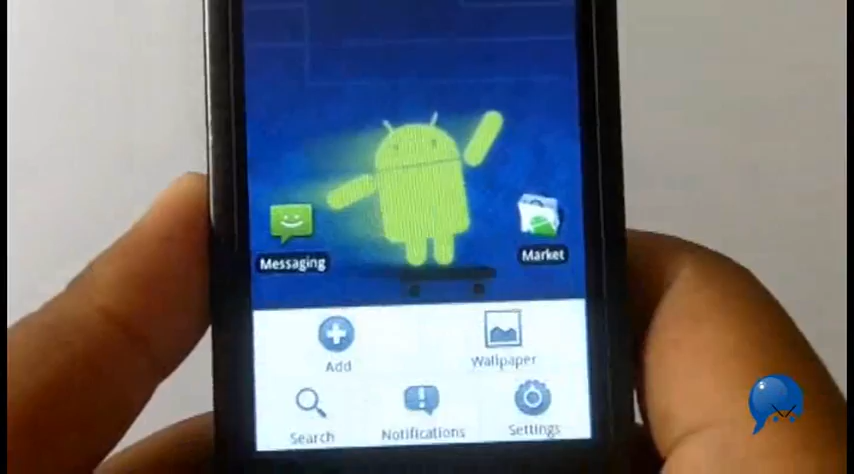 Messaging
Market
Add
Wallpaper
Search
Notifications
Settings